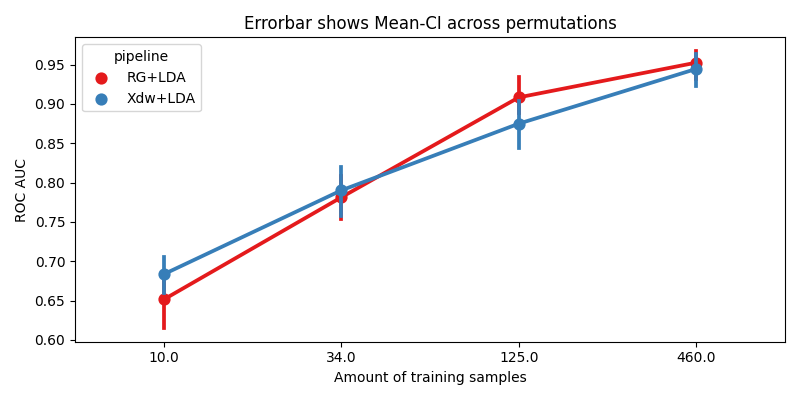 Errorbar shows Mean-CI across permutations
pipeline
RG+LDA
Xdw+LDA
ROC AUC
0.95
0.90
0.85
0.80
0.75
0.70
0.65
0.60
10.0 34.0 125.0 460.0
Amount of training samples